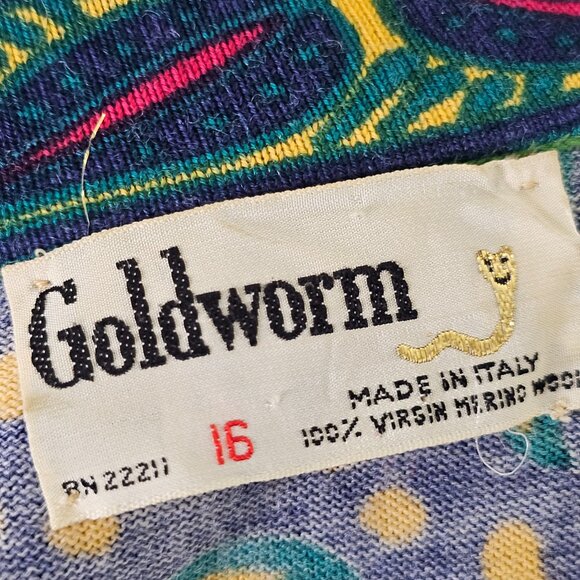 Goldworm
MADE IN ITALY
RN 22211 16 100% VIRGIN MERINO WOOL